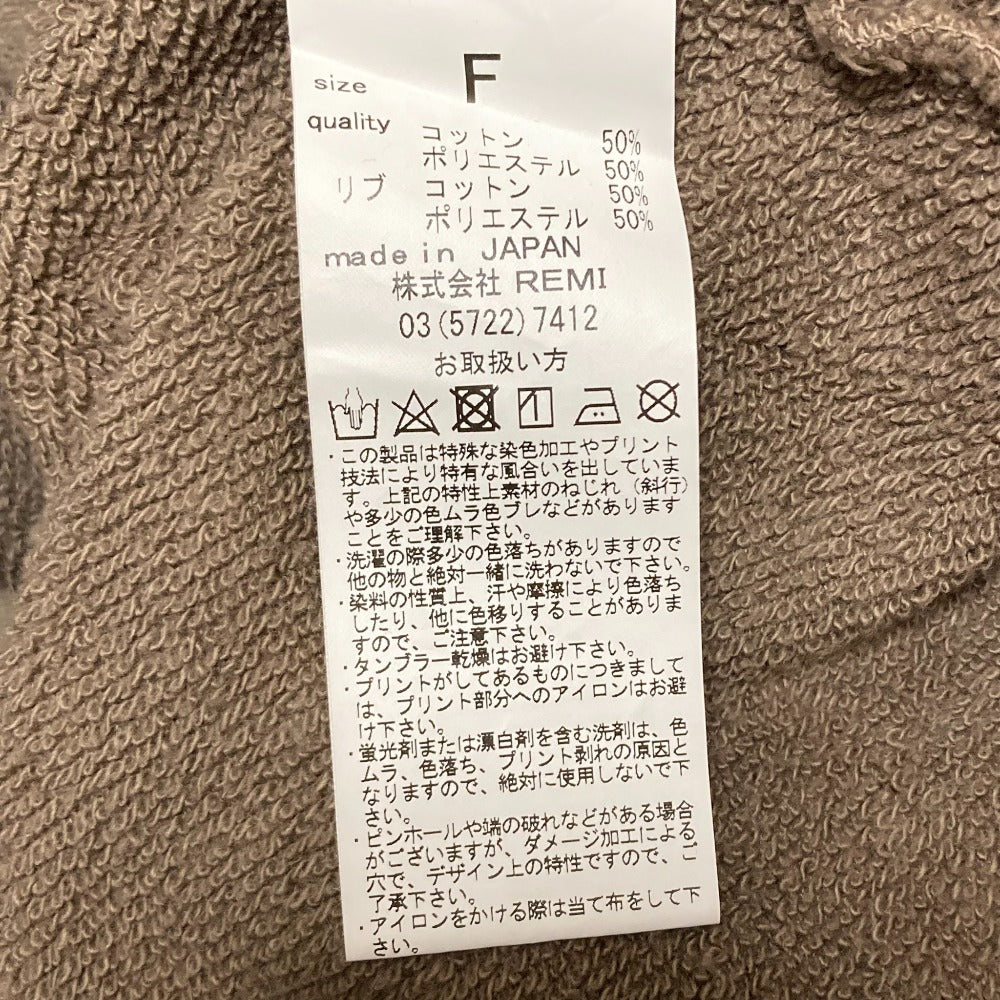 size F
quality コットン 50%
ポリエステル 50%
リブ コットン 50%
ポリエステル 50%
made in JAPAN
株式会社 REMI
03(5722)7412
お取扱い方
・この製品は特殊な染色加工やプリント
技法により特有な風合いを出していま
す。上記の特性上素材のねじれ（斜行）
や多少の色ムラ色ブレなどがあります
ことをご理解下さい。
・洗濯の際多少の色落ちがありますので
他の物と絶対一緒に洗わないで下さい。
・染料の性質上、汗や摩擦により色落ち
したり、他に色移りすることがありま
すので、ご注意下さい。
・タンブラー乾燥はお避け下さい。
・プリントがしてあるものにつきまして
は、プリント部分へのアイロンはお避
け下さい。
・蛍光剤または漂白剤を含む洗剤は、色
ムラ、色落ち、プリント剥れの原因と
なりますので、絶対に使用しないで下
さい。
・ピンホールや端の破れなどがある場合
がございますが、ダメージ加工による
穴で、デザイン上の特性ですので、ご
了承下さい。
・アイロンをかける際は当て布をして下
さい。